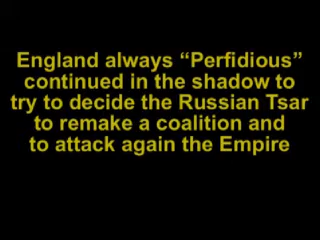 England always “Perfidious”
continued in the shadow to
try to decide the Russian Tsar
to remake a coalition and
to attack again the Empire